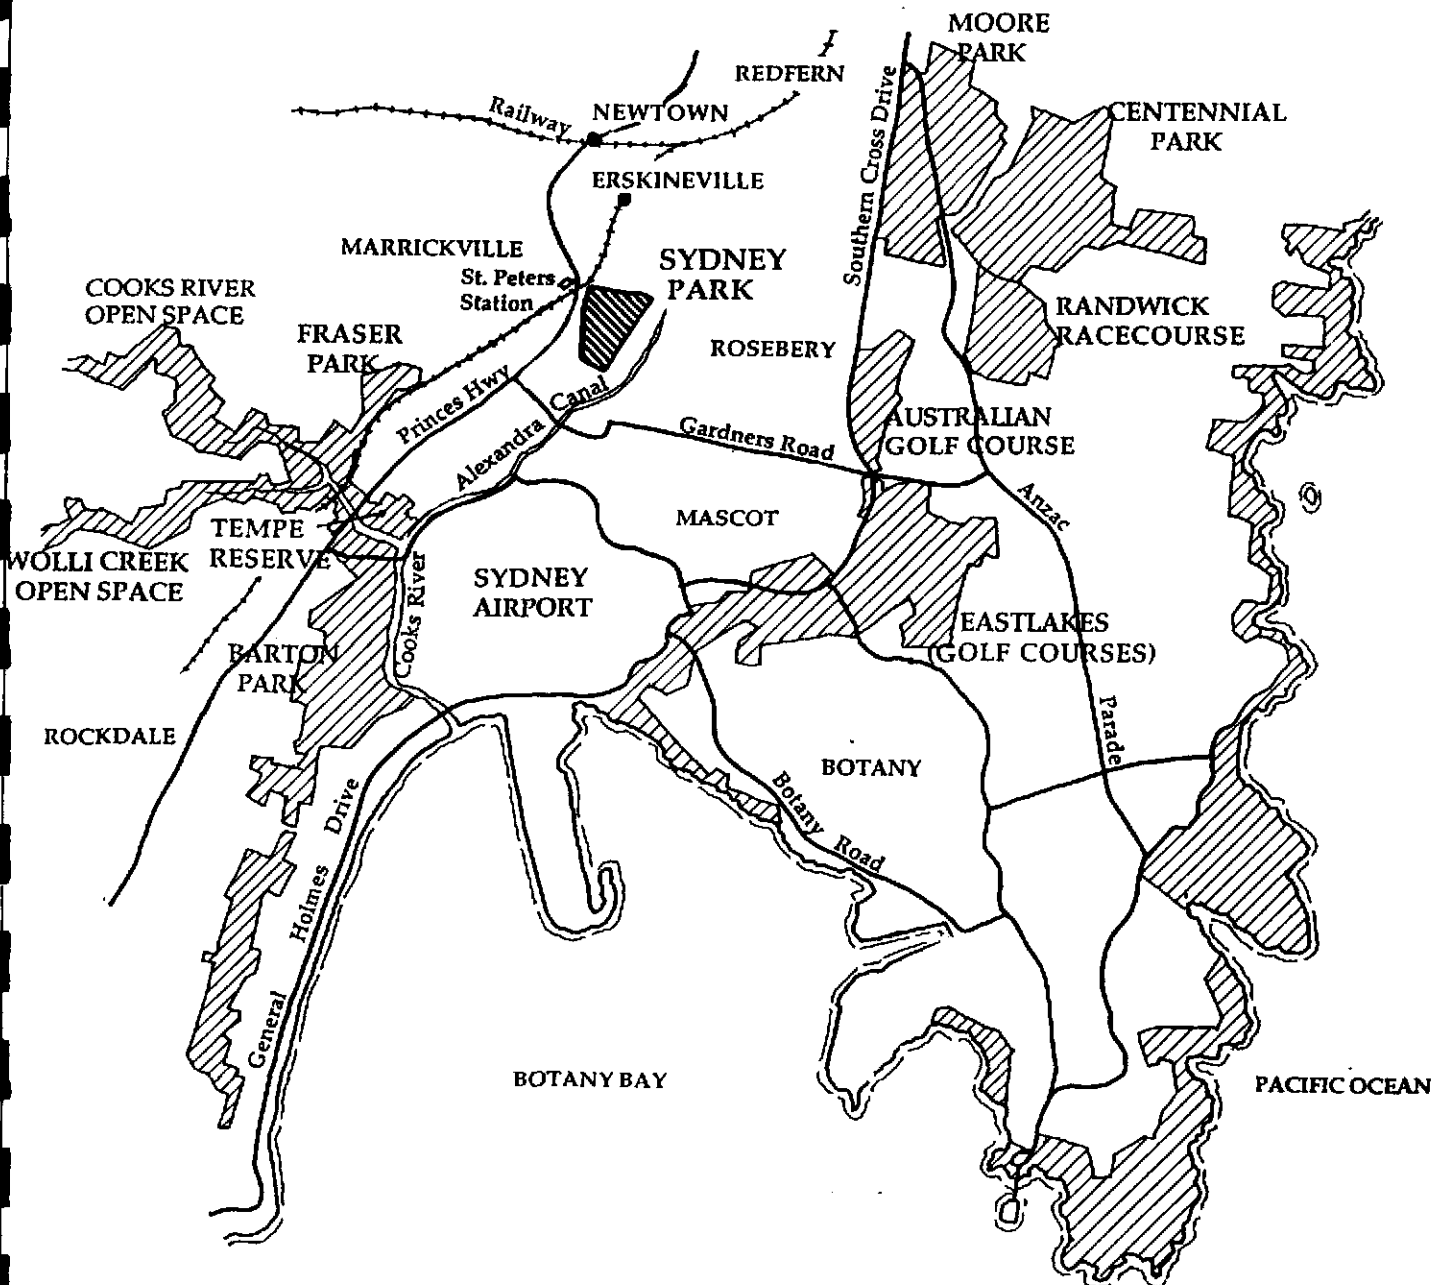 MOORE
PARK
REDFERN
Railway
NEWTOWN
CENTENNIAL
PARK
Southern Cross Drive
ERSKINEVILLE
MARRICKVILLE
St. Peters
Station
SYDNEY
PARK
COOKS RIVER
OPEN SPACE
FRASER
PARK
RANDWICK
RACECOURSE
ROSEBERY
Princes Hwy
Alexandra Canal
Gardners Road
AUSTRALIAN
GOLF COURSE
Anzac Parade
MASCOT
TEMPE
RESERVE
WOLLI CREEK
OPEN SPACE
SYDNEY
AIRPORT
Cooks River
EASTLAKES
(GOLF COURSES)
BARTON
PARK
ROCKDALE
BOTANY
Botany Road
General Holmes Drive
BOTANY BAY
PACIFIC OCEAN